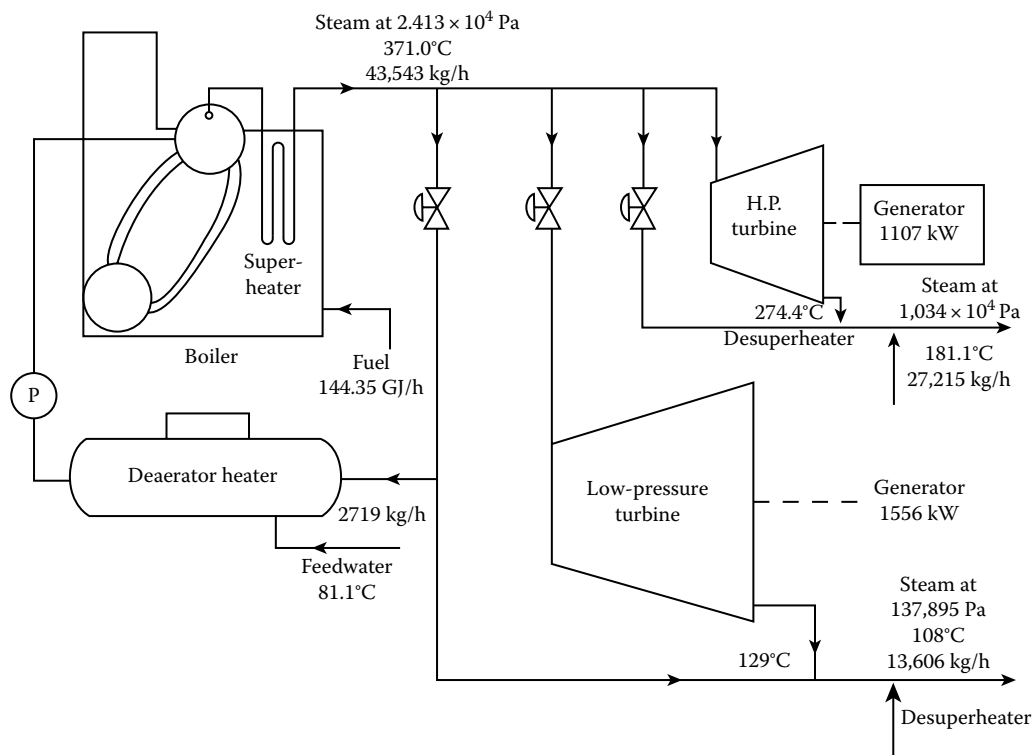 Steam at 2.413 × 10⁴ Pa
371.0°C
43,543 kg/h
Super-
heater
Boiler
Fuel
144.35 GJ/h
P
Deaerator heater
2719 kg/h
Feedwater
81.1°C
H.P.
turbine
Generator
1107 kW
274.4°C
Desuperheater
Steam at
1,034 × 10⁴ Pa
181.1°C
27,215 kg/h
Low-pressure
turbine
Generator
1556 kW
129°C
Steam at
137,895 Pa
108°C
13,606 kg/h
Desuperheater